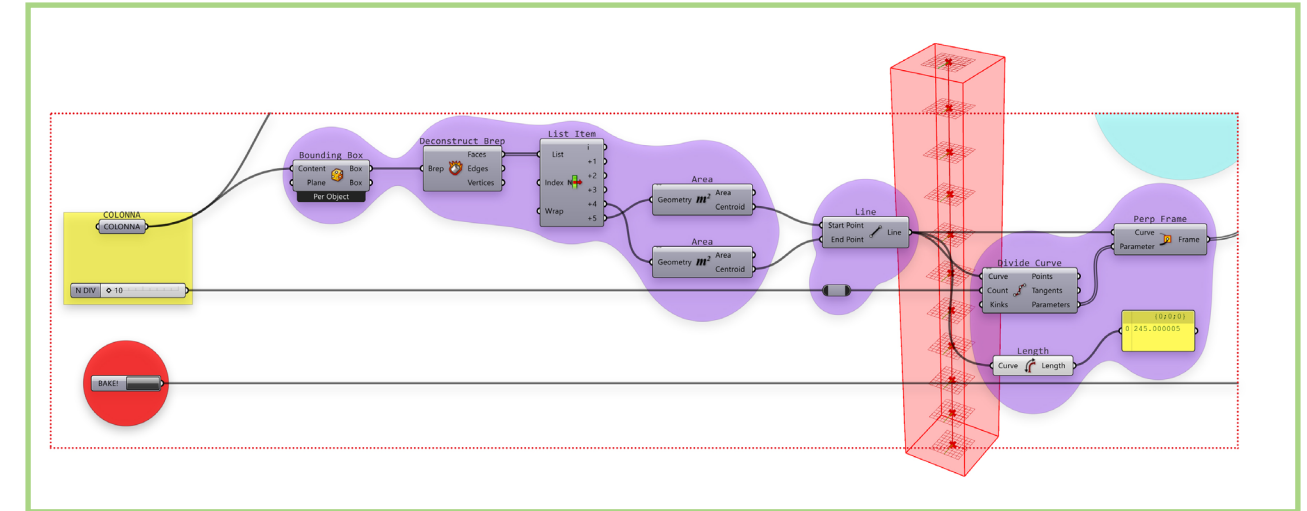 COLONNA
COLONNA
N DIV 10
BAKE!
Bounding Box
Content Box
Plane Box
Per Object
Deconstruct Brep
Brep Faces
Edges
Vertices
List Item
List i
+1
+2
Index N +3
+4
Wrap +5
Area
Geometry m² Area
Centroid
Area
Geometry m² Area
Centroid
Line
Start Point Line
End Point
Divide Curve
Curve Points
Count Tangents
Kinks Parameters
Perp Frame
Curve Frame
Parameter
Length
Curve Length
{0;0;0}
0 245.000005